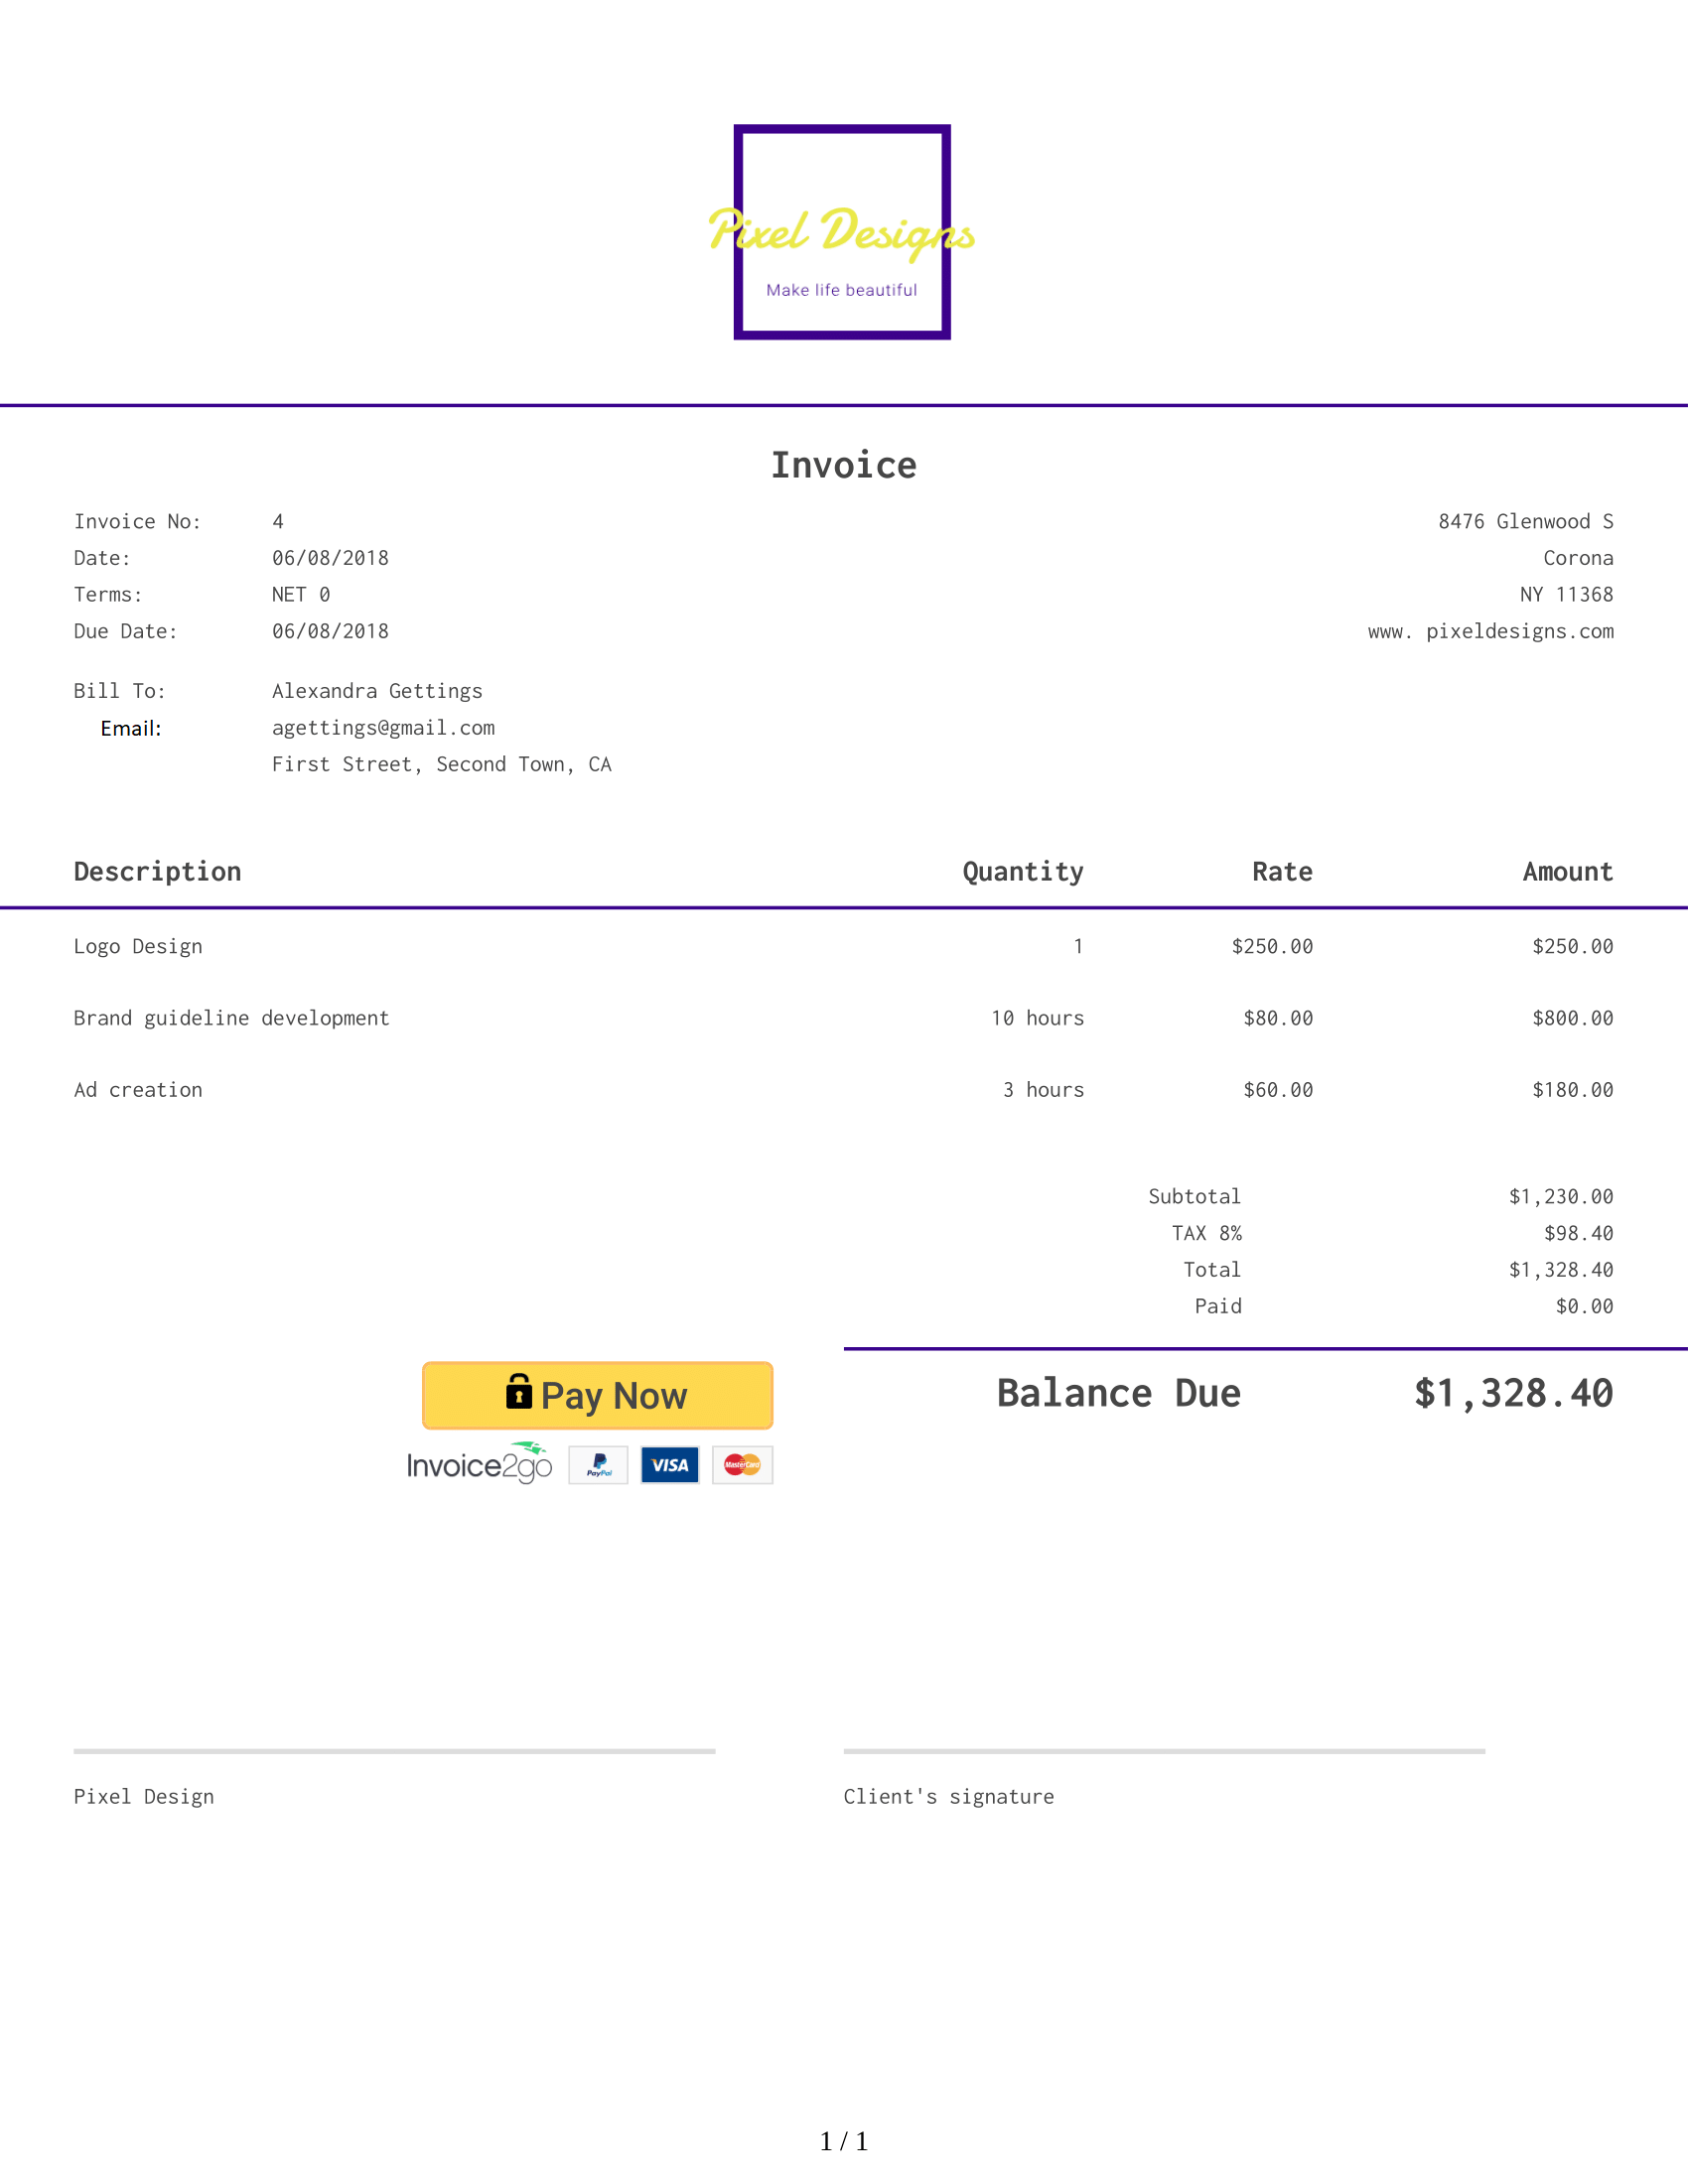 Pixel Designs
Make life beautiful
Invoice
Invoice No: 4 8476 Glenwood S
Date: 06/08/2018 Corona
Terms: NET 0 NY 11368
Due Date: 06/08/2018 www. pixeldesigns.com
Bill To: Alexandra Gettings
Email: agettings@gmail.com
First Street, Second Town, CA
Description Quantity Rate Amount
Logo Design 1 $250.00 $250.00
Brand guideline development 10 hours $80.00 $800.00
Ad creation 3 hours $60.00 $180.00
Subtotal $1,230.00
TAX 8% $98.40
Total $1,328.40
Paid $0.00
Pay Now Balance Due $1,328.40
Invoice2go PayPal VISA MasterCard
Pixel Design Client's signature
1 / 1